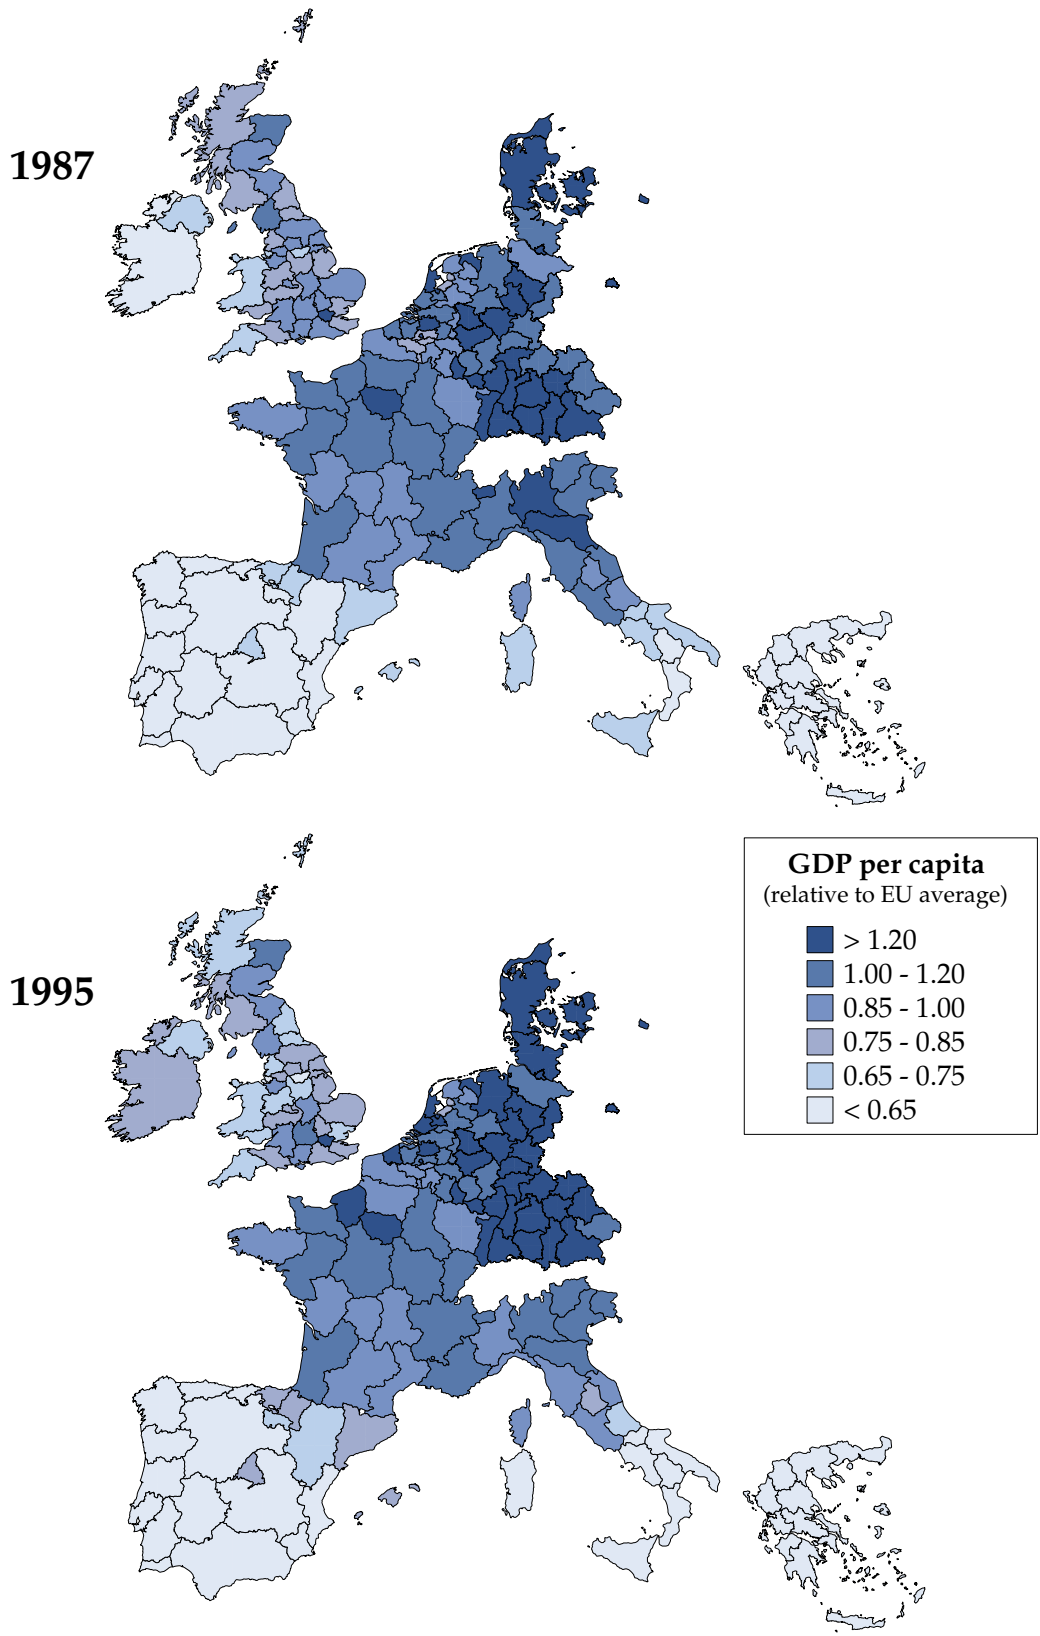 1987
1995
GDP per capita
(relative to EU average)
> 1.20
1.00 - 1.20
0.85 - 1.00
0.75 - 0.85
0.65 - 0.75
< 0.65